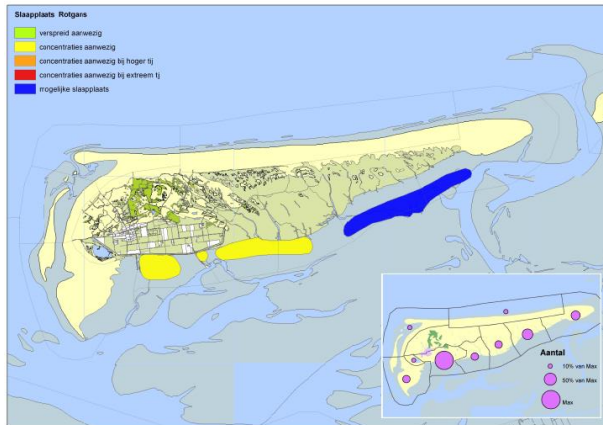 Slaapplaats Rotgans
verspreid aanwezig
concentraties aanwezig
concentraties aanwezig bij hoger tij
concentraties aanwezig bij extreem tj
mogelijke slaapplaats
Aantal
10% van Max
50% van Max
Max